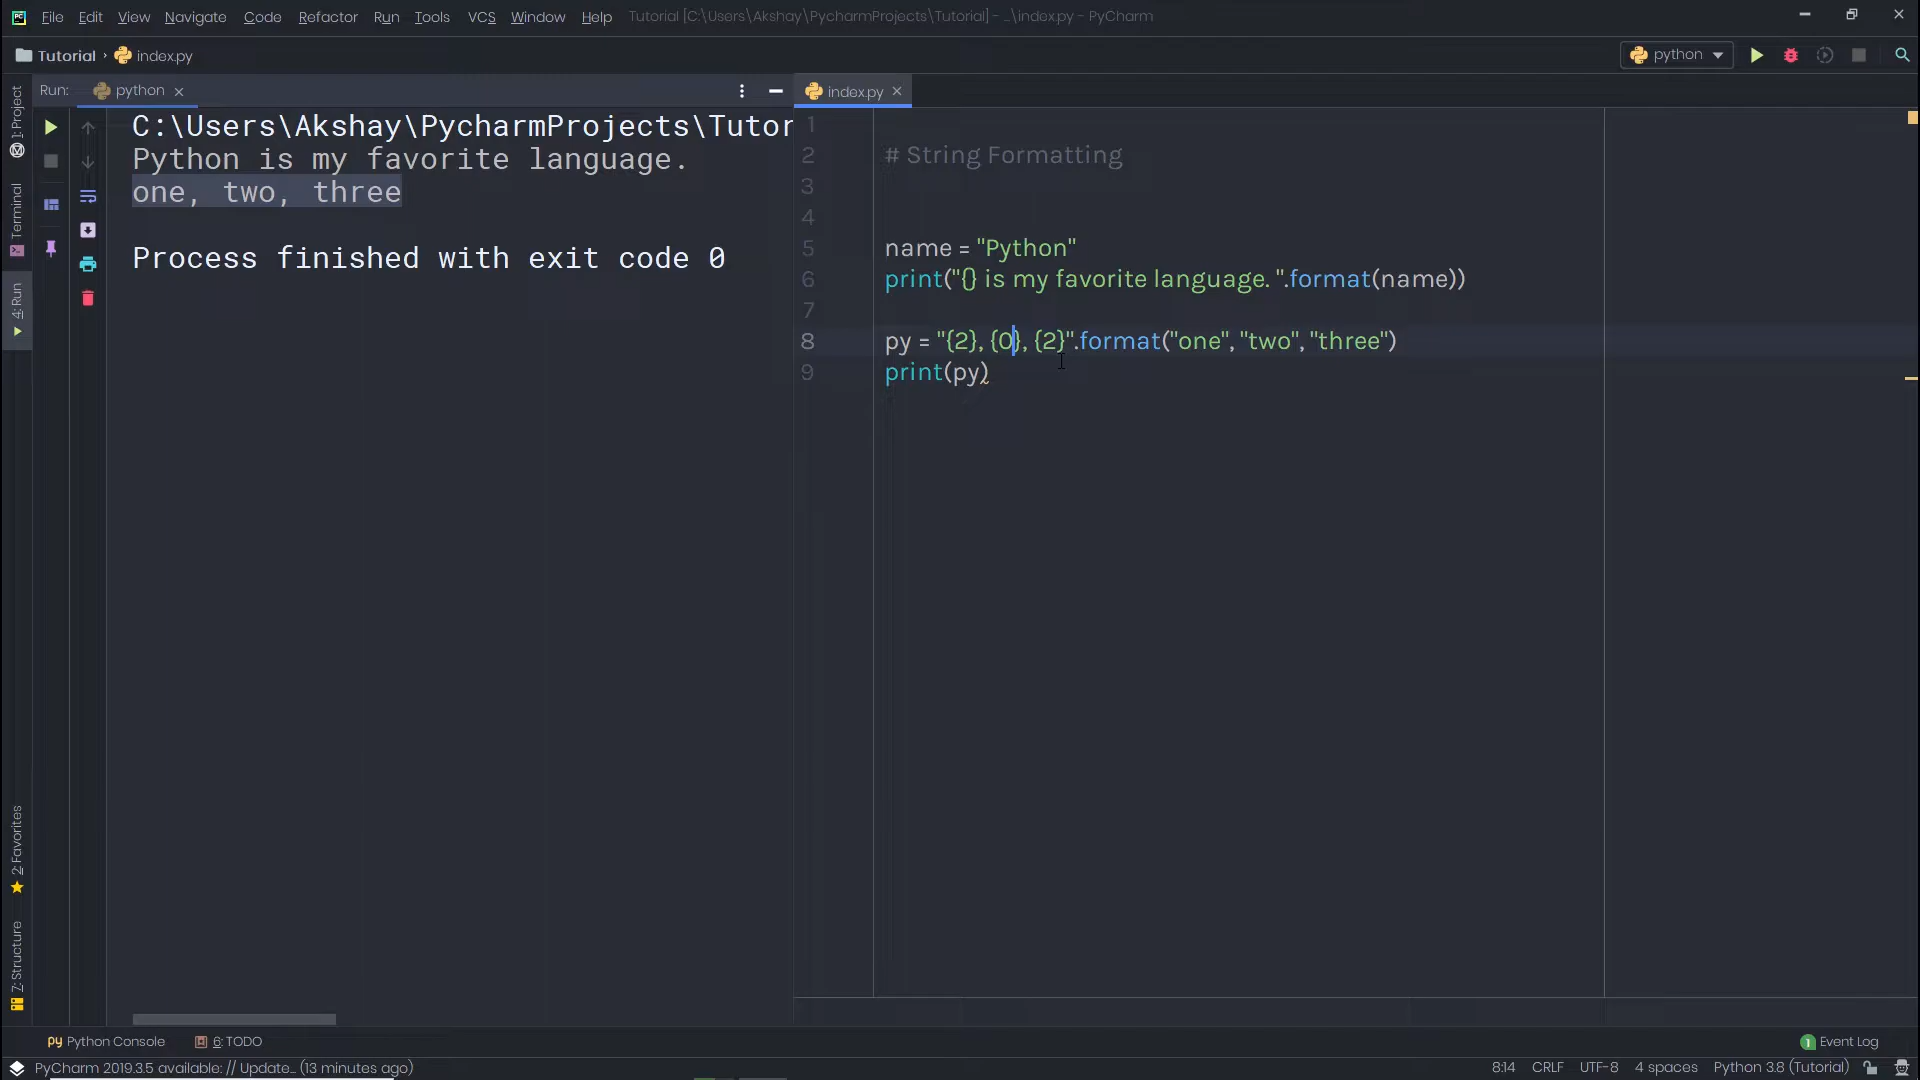 PC File Edit View Navigate Code Refactor Run Tools VCS Window Help Tutorial [C:\Users\Akshay\PycharmProjects\Tutorial] - ...\index.py - PyCharm
Tutorial index.py python
Run: python index.py
1: Project
Terminal
4: Run
2: Favorites
7: Structure
C:\Users\Akshay\PycharmProjects\Tutor
Python is my favorite language.
one, two, three
Process finished with exit code 0
1
2 # String Formatting
3
4
5 name = "Python"
6 print("{} is my favorite language. ".format(name))
7
8 py = "{2}, {0}, {2}".format("one", "two", "three")
9 print(py)
Python Console 6: TODO 1 Event Log
PyCharm 2019.3.5 available: // Update... (13 minutes ago) 8:14 CRLF UTF-8 4 spaces Python 3.8 (Tutorial)